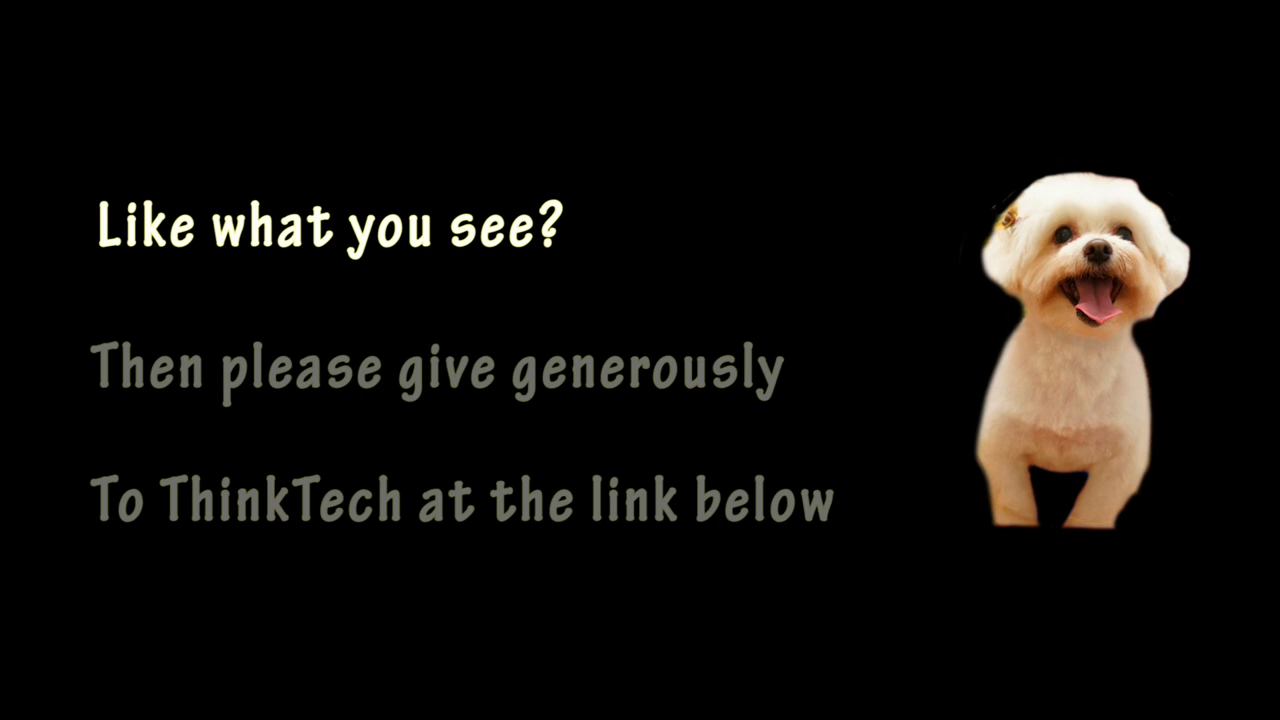 Like what you see?
Then please give generously
To ThinkTech at the link below